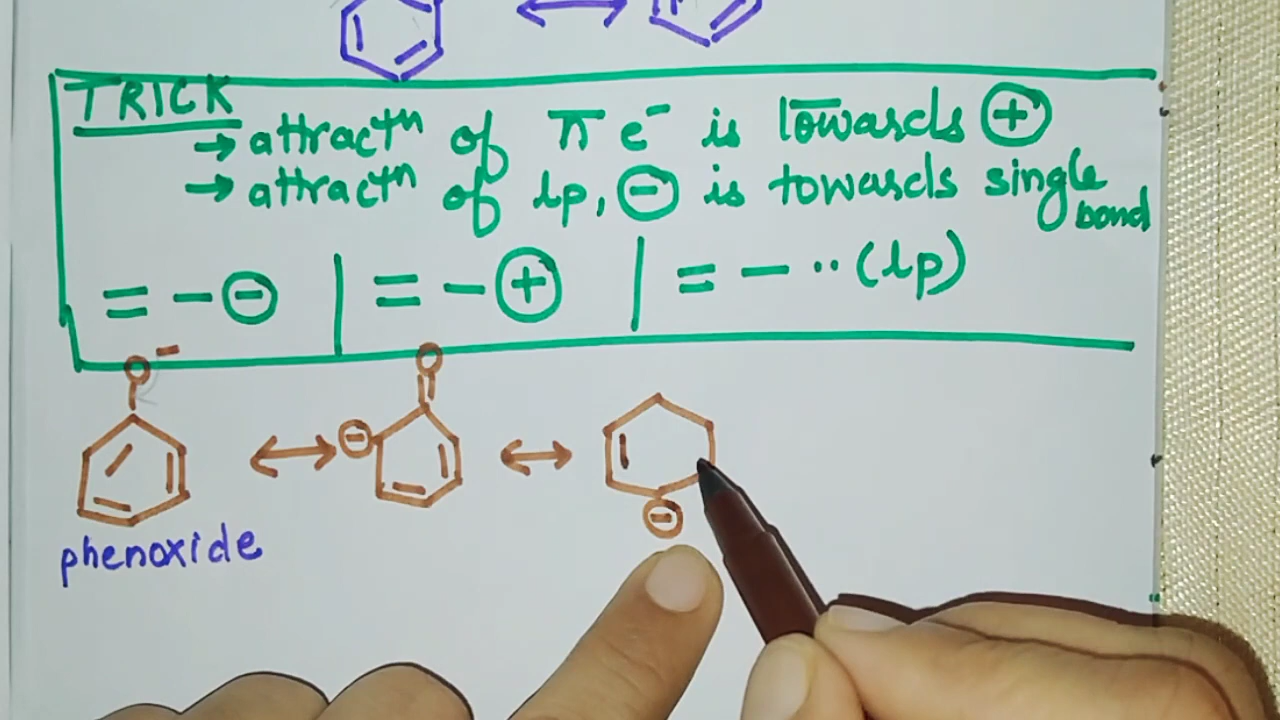 TRICK
→ attractⁿ of π e⁻ is towards ⊕
→ attractⁿ of lp, ⊖ is towards single bond
= - ⊖ | = - ⊕ | = - ·· (lp)
O⁻ O
⊖
⊖
phenoxide